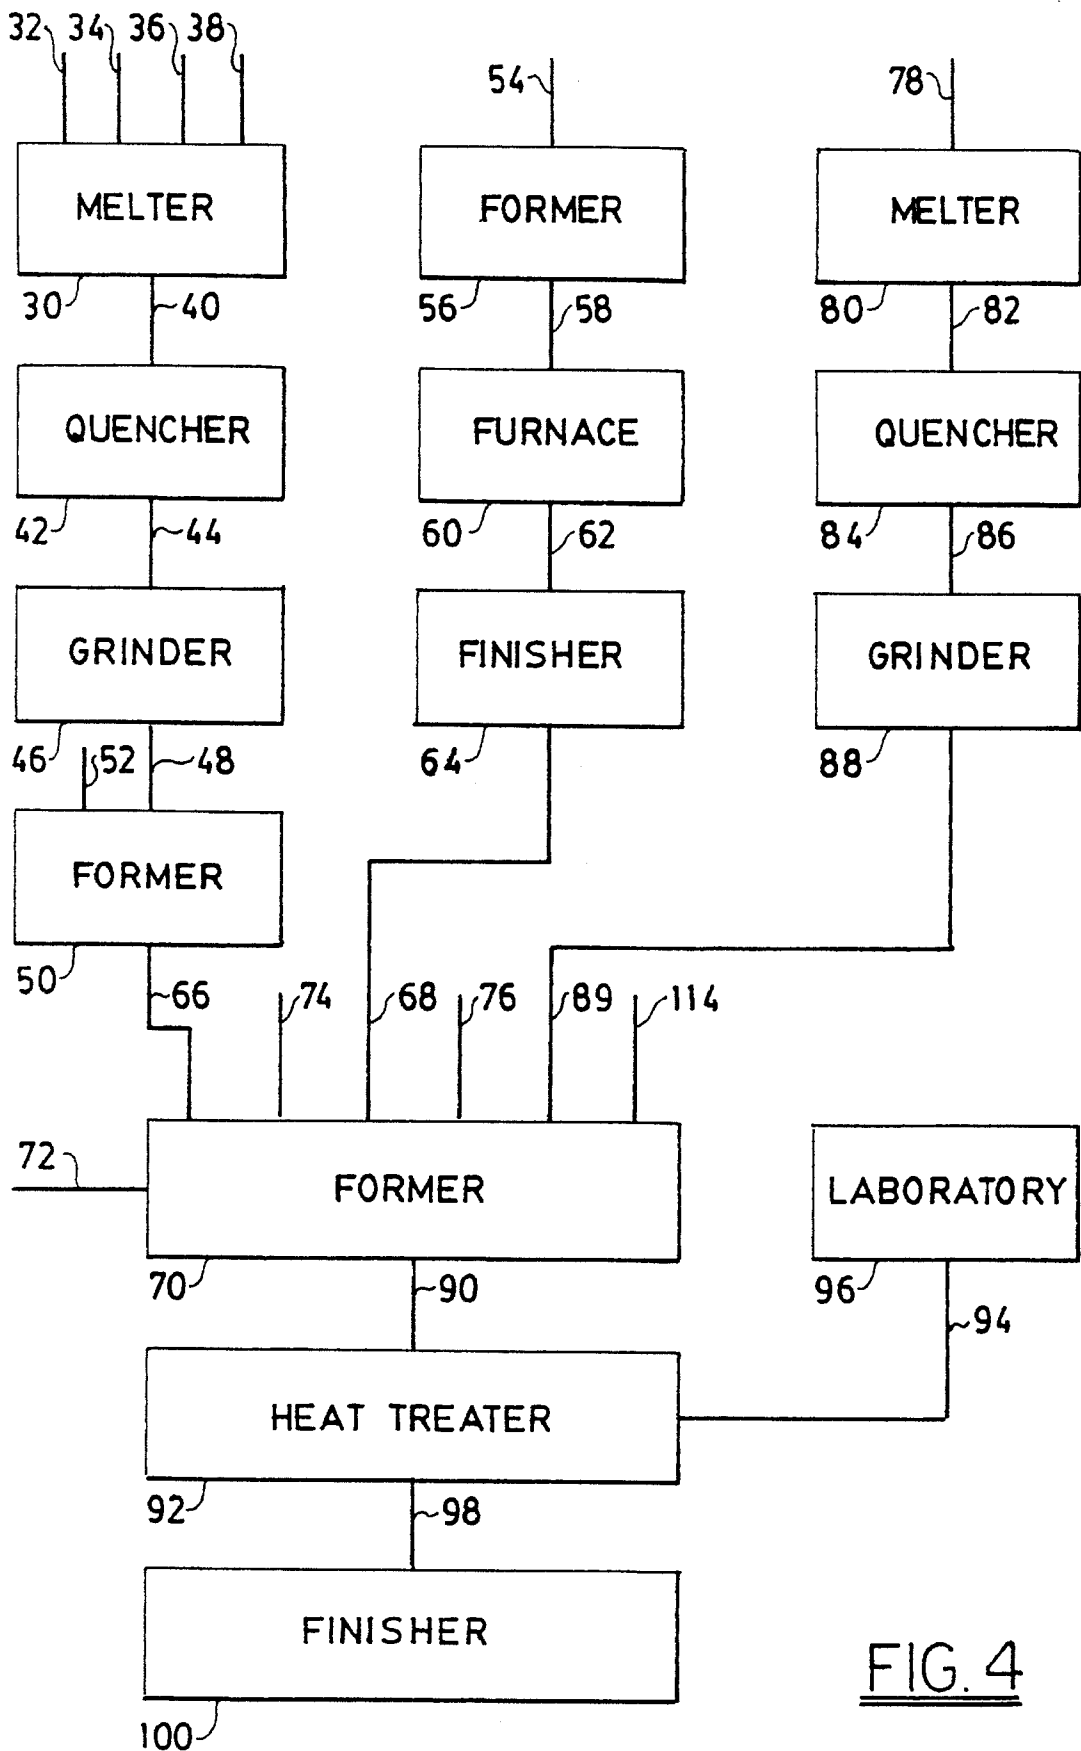 32 34 36 38
54 78
MELTER FORMER MELTER
30 40 56 58 80 82
QUENCHER FURNACE QUENCHER
42 44 60 62 84 86
GRINDER FINISHER GRINDER
46 52 48 64 88
FORMER
50 66 74 68 76 89 114
72
FORMER LABORATORY
70 90 96
94
HEAT TREATER
92 98
FINISHER
FIG. 4
100